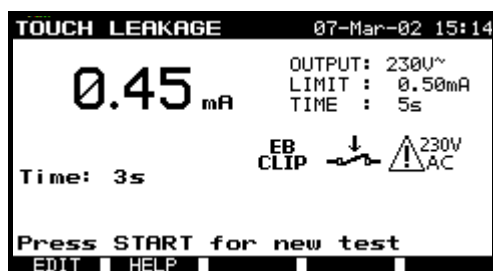 TOUCH LEAKAGE 07-Mar-02 15:14
OUTPUT: 230V~
0.45 mA
LIMIT : 0.50mA
TIME : 5s
EB CLIP
230V AC
Time: 3s
Press START for new test
EDIT HELP